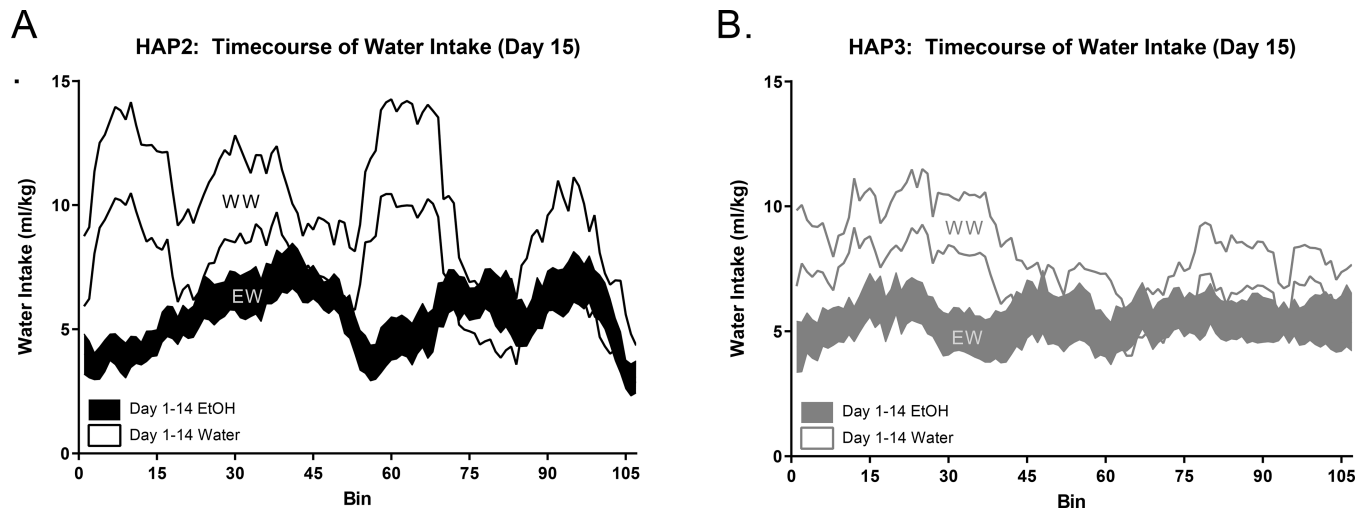 A
.
HAP2: Timecourse of Water Intake (Day 15)
Water Intake (ml/kg)
15
10
5
0
WW
EW
Day 1-14 EtOH
Day 1-14 Water
0 15 30 45 60 75 90 105
Bin
B.
HAP3: Timecourse of Water Intake (Day 15)
Water Intake (ml/kg)
15
10
5
0
WW
EW
Day 1-14 EtOH
Day 1-14 Water
0 15 30 45 60 75 90 105
Bin